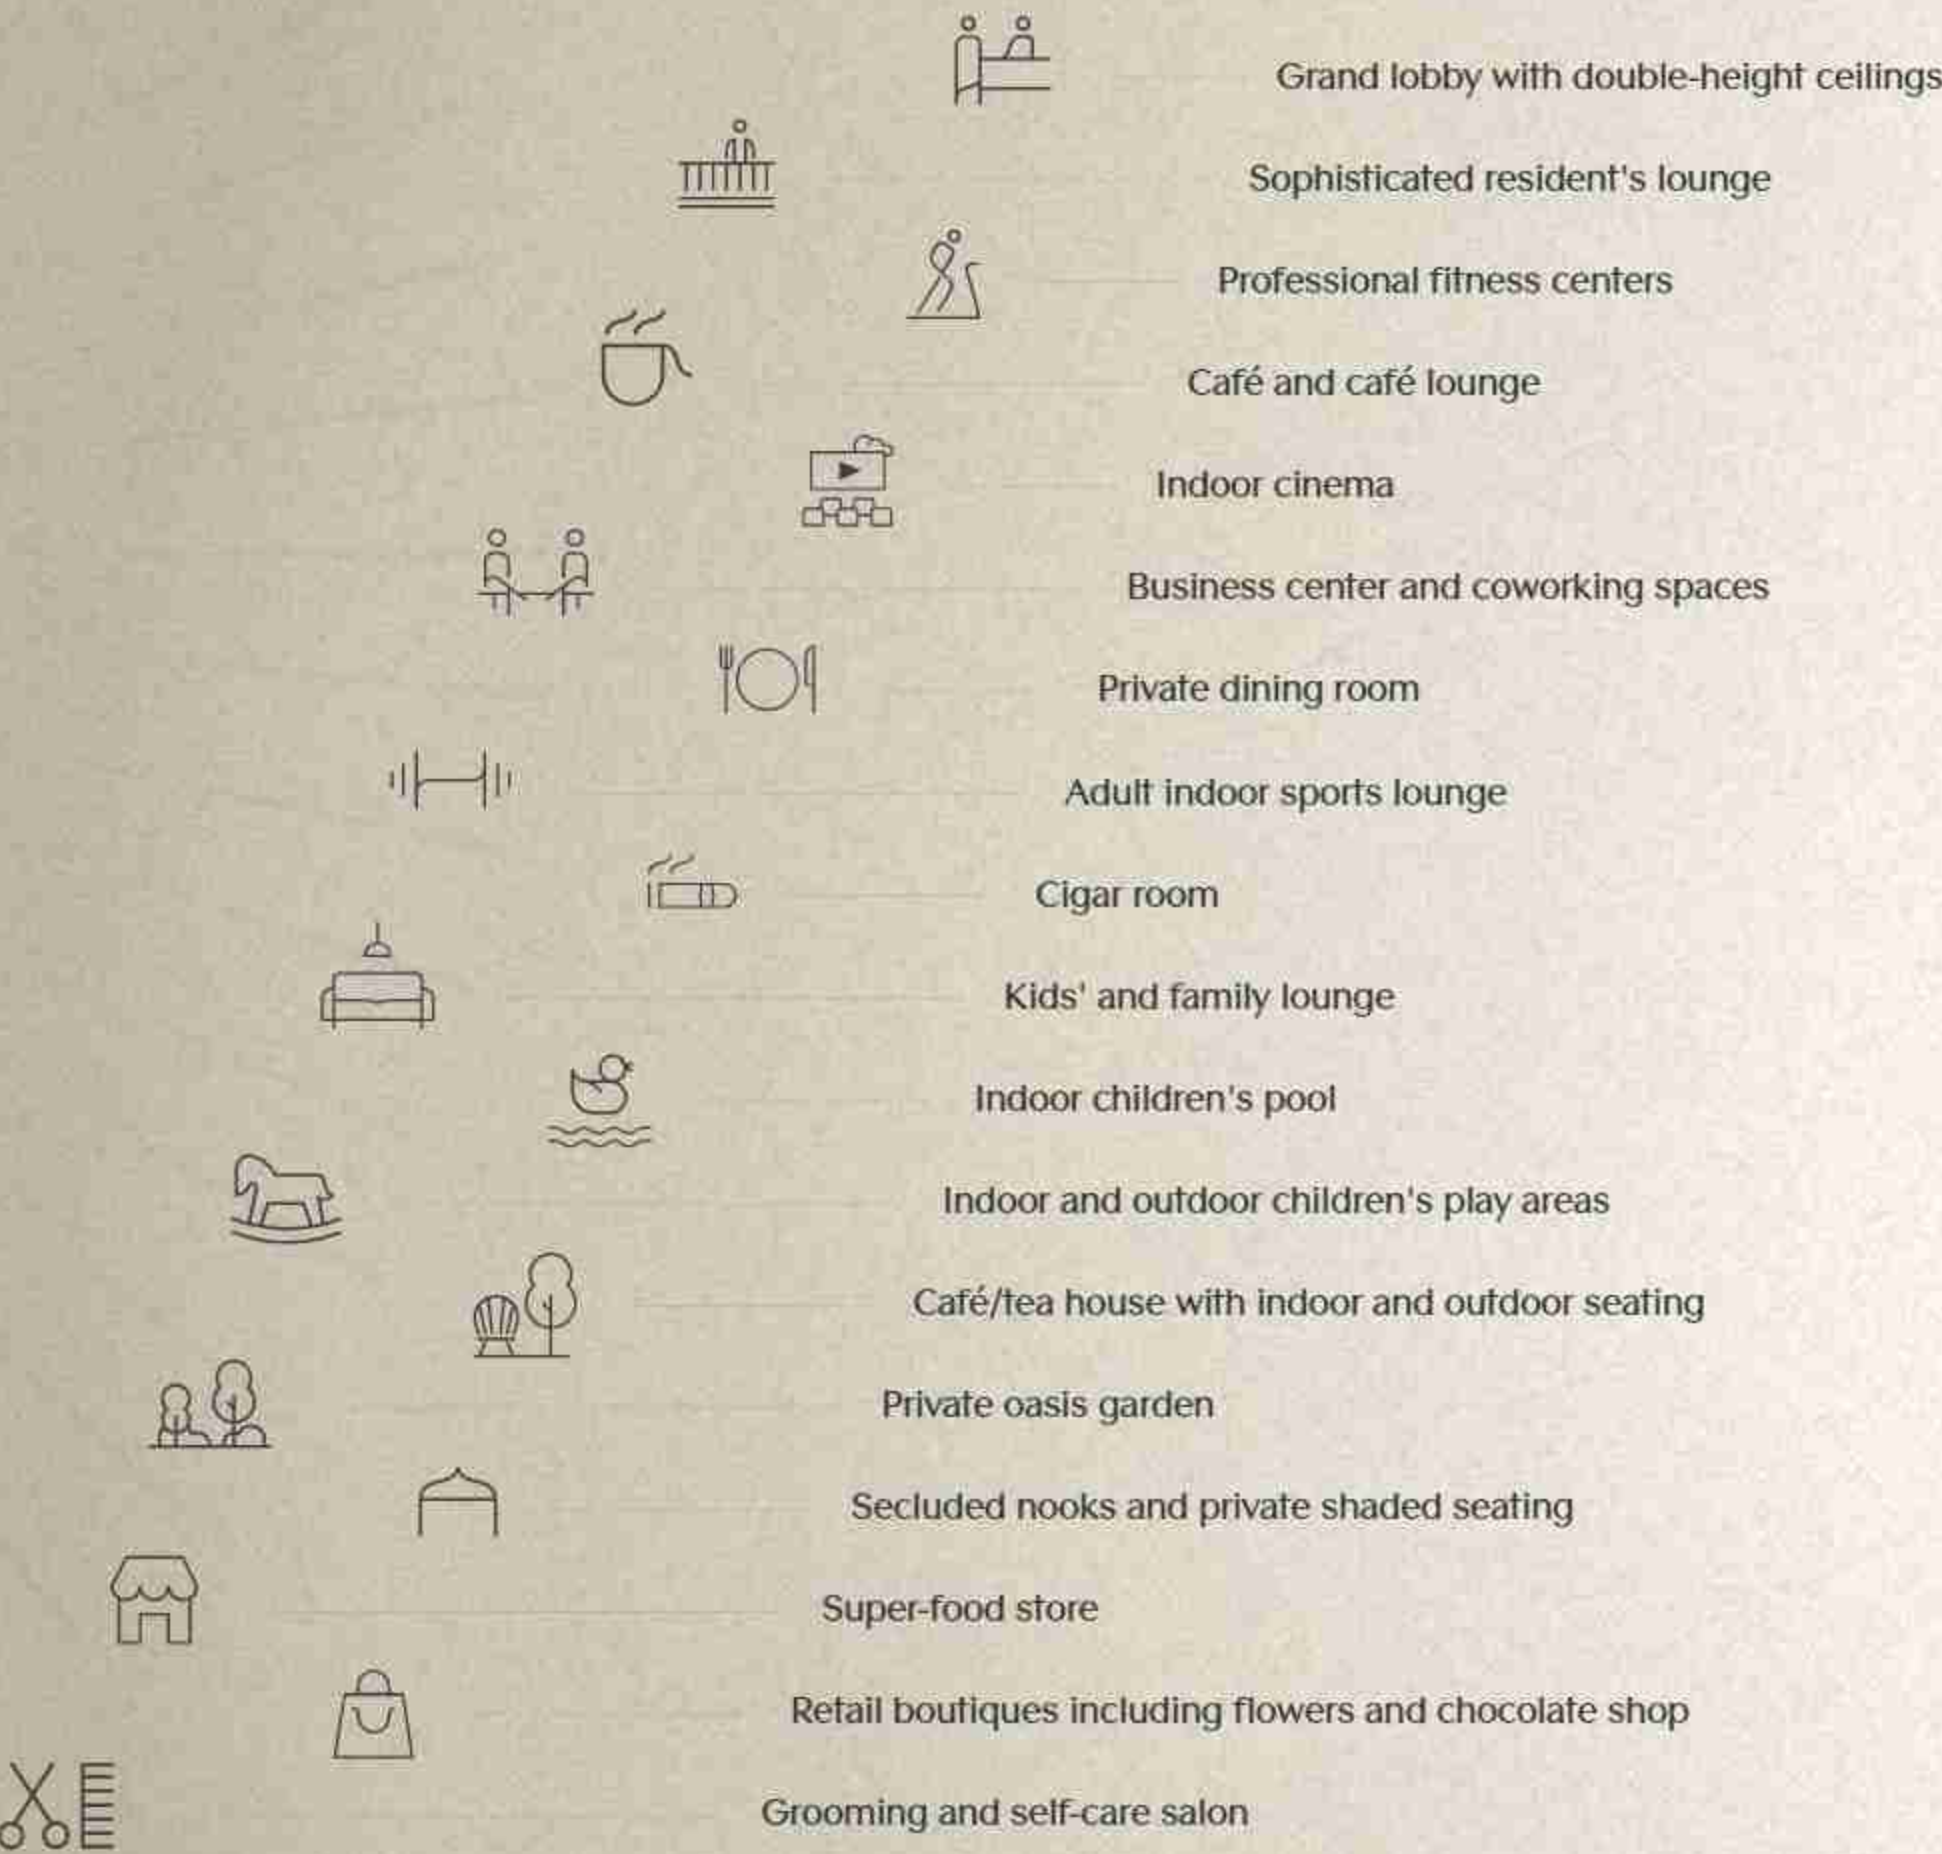 Grand lobby with double-height ceilings
Sophisticated resident's lounge
Professional fitness centers
Café and café lounge
Indoor cinema
Business center and coworking spaces
Private dining room
Adult indoor sports lounge
Cigar room
Kids' and family lounge
Indoor children's pool
Indoor and outdoor children's play areas
Café/tea house with indoor and outdoor seating
Private oasis garden
Secluded nooks and private shaded seating
Super-food store
Retail boutiques including flowers and chocolate shop
Grooming and self-care salon